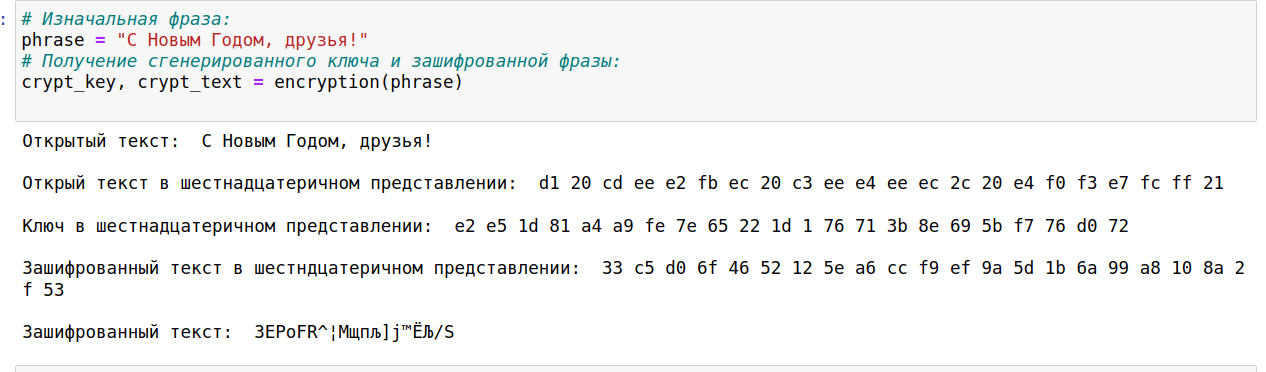 :
# Изначальная фраза:
phrase = "С Новым Годом, друзья!"
# Получение сгенерированного ключа и зашифрованной фразы:
crypt_key, crypt_text = encryption(phrase)
Открытый текст:  С Новым Годом, друзья!
Открый текст в шестнадцатеричном представлении:  d1 20 cd ee e2 fb ec 20 c3 ee e4 ee ec 2c 20 e4 f0 f3 e7 fc ff 21
Ключ в шестнадцатеричном представлении:  e2 e5 1d 81 a4 a9 fe 7e 65 22 1d 1 76 71 3b 8e 69 5b f7 76 d0 72
Зашифрованный текст в шестндцатеричном представлении:  33 c5 d0 6f 46 52 12 5e a6 cc f9 ef 9a 5d 1b 6a 99 a8 10 8a 2
f 53
Зашифрованный текст:  3ЕРoFR^¦Мщпљ]j™ЁЉ/S